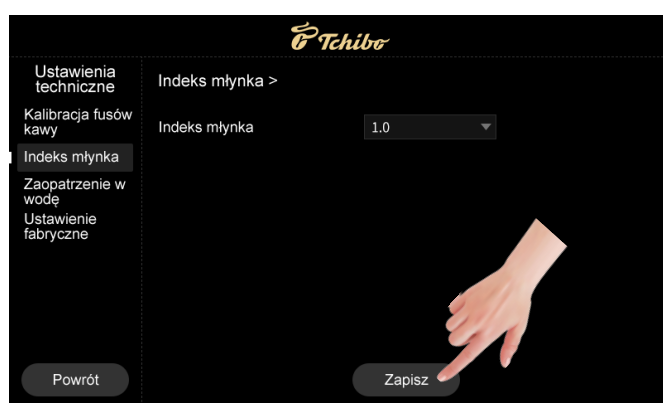 Tchibo
Ustawienia
techniczne
Kalibracja fusów
kawy
Indeks młynka
Zaopatrzenie w
wodę
Ustawienie
fabryczne
Powrót
Indeks młynka >
Indeks młynka 1.0
Zapisz